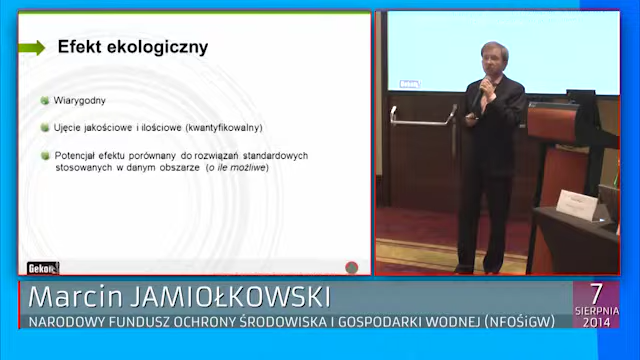 Efekt ekologiczny
Wiarygodny
Ujęcie jakościowe i ilościowe (kwantyfikowalny)
Potencjał efektu porównany do rozwiązań standardowych
stosowanych w danym obszarze (o ile możliwe)
Gekon
Marcin JAMIOŁKOWSKI
NARODOWY FUNDUSZ OCHRONY ŚRODOWISKA I GOSPODARKI WODNEJ (NFOŚiGW)
7
SIERPNIA
2014